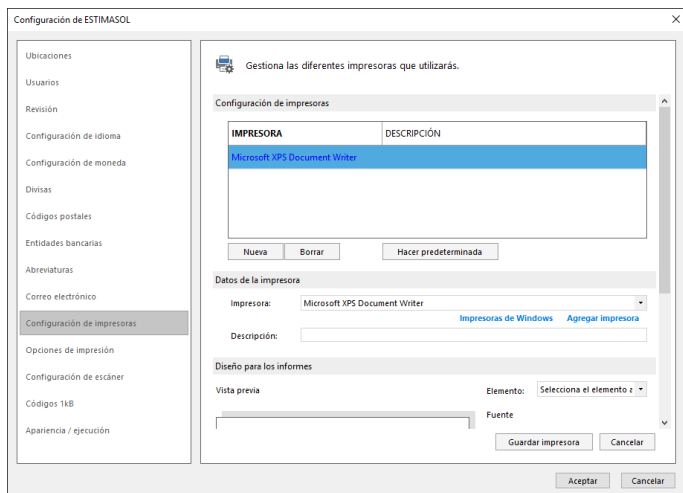 Configuración de ESTIMASOL
Ubicaciones
Usuarios
Revisión
Configuración de idioma
Configuración de moneda
Divisas
Códigos postales
Entidades bancarias
Abreviaturas
Correo electrónico
Configuración de impresoras
Opciones de impresión
Configuración de escáner
Códigos 1kB
Apariencia / ejecución
Gestiona las diferentes impresoras que utilizarás.
Configuración de impresoras
IMPRESORA DESCRIPCIÓN
Microsoft XPS Document Writer
Nueva Borrar Hacer predeterminada
Datos de la impresora
Impresora: Microsoft XPS Document Writer
Impresoras de Windows Agregar impresora
Descripción:
Diseño para los informes
Vista previa Elemento: Selecciona el elemento a
Fuente
Guardar impresora Cancelar
Aceptar Cancelar